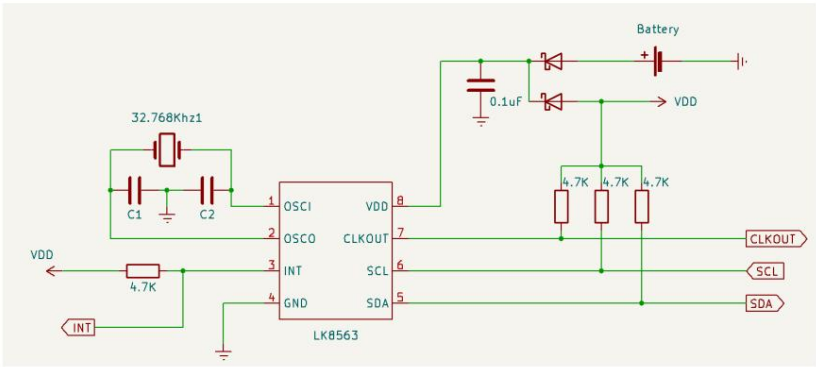 Battery
0.1uF
VDD
32.768Khz1
4.7K 4.7K 4.7K
C1 C2
1 OSCI VDD 8
2 OSCO CLKOUT 7
CLKOUT
VDD
3 INT SCL 6
SCL
4.7K
4 GND SDA 5
SDA
INT
LK8563